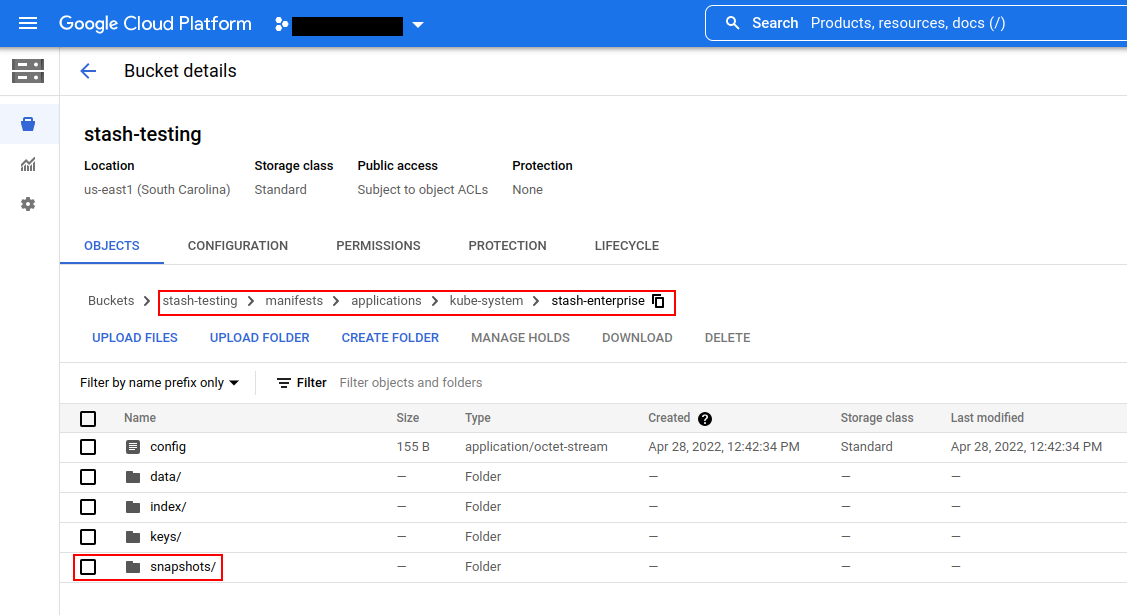 Google Cloud Platform
Search Products, resources, docs (/)
Bucket details
stash-testing
Location Storage class Public access Protection
us-east1 (South Carolina) Standard Subject to object ACLs None
OBJECTS CONFIGURATION PERMISSIONS PROTECTION LIFECYCLE
Buckets > stash-testing > manifests > applications > kube-system > stash-enterprise
UPLOAD FILES UPLOAD FOLDER CREATE FOLDER MANAGE HOLDS DOWNLOAD DELETE
Filter by name prefix only Filter Filter objects and folders
Name Size Type Created ? Storage class Last modified
config 155 B application/octet-stream Apr 28, 2022, 12:42:34 PM Standard Apr 28, 2022, 12:42:34 PM
data/ — Folder — — —
index/ — Folder — — —
keys/ — Folder — — —
snapshots/ — Folder — — —